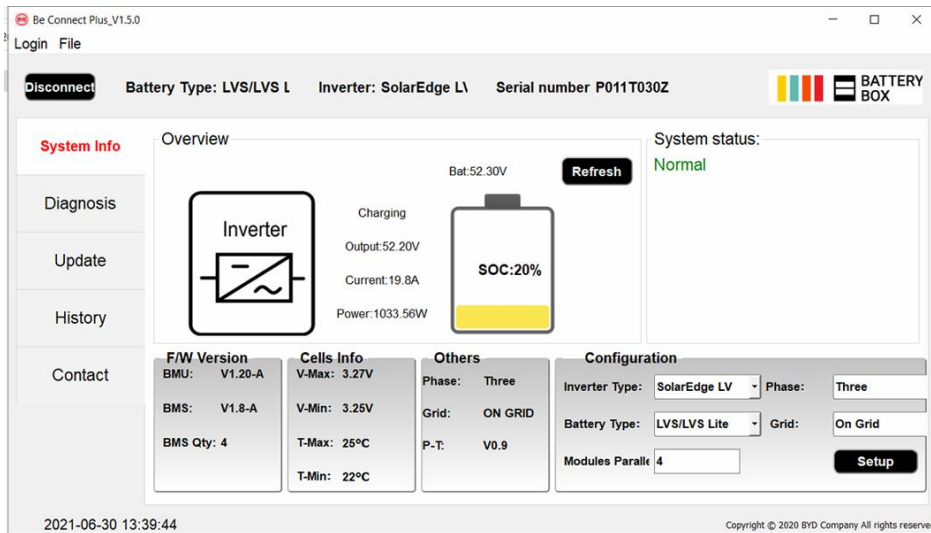 Be Connect Plus_V1.5.0
Login File
Disconnect Battery Type: LVS/LVS L Inverter: SolarEdge L\ Serial number P011T030Z
BATTERY
BOX
System Info
Diagnosis
Update
History
Contact
Overview
Bat:52.30V
Refresh
Inverter
Charging
Output:52.20V
Current:19.8A
Power:1033.56W
SOC:20%
System status:
Normal
F/W Version
BMU: V1.20-A
BMS: V1.8-A
BMS Qty: 4
Cells Info
V-Max: 3.27V
V-Min: 3.25V
T-Max: 25°C
T-Min: 22°C
Others
Phase: Three
Grid: ON GRID
P-T: V0.9
Configuration
Inverter Type: SolarEdge LV Phase: Three
Battery Type: LVS/LVS Lite Grid: On Grid
Modules Paralle 4 Setup
2021-06-30 13:39:44
Copyright © 2020 BYD Company All rights reserve